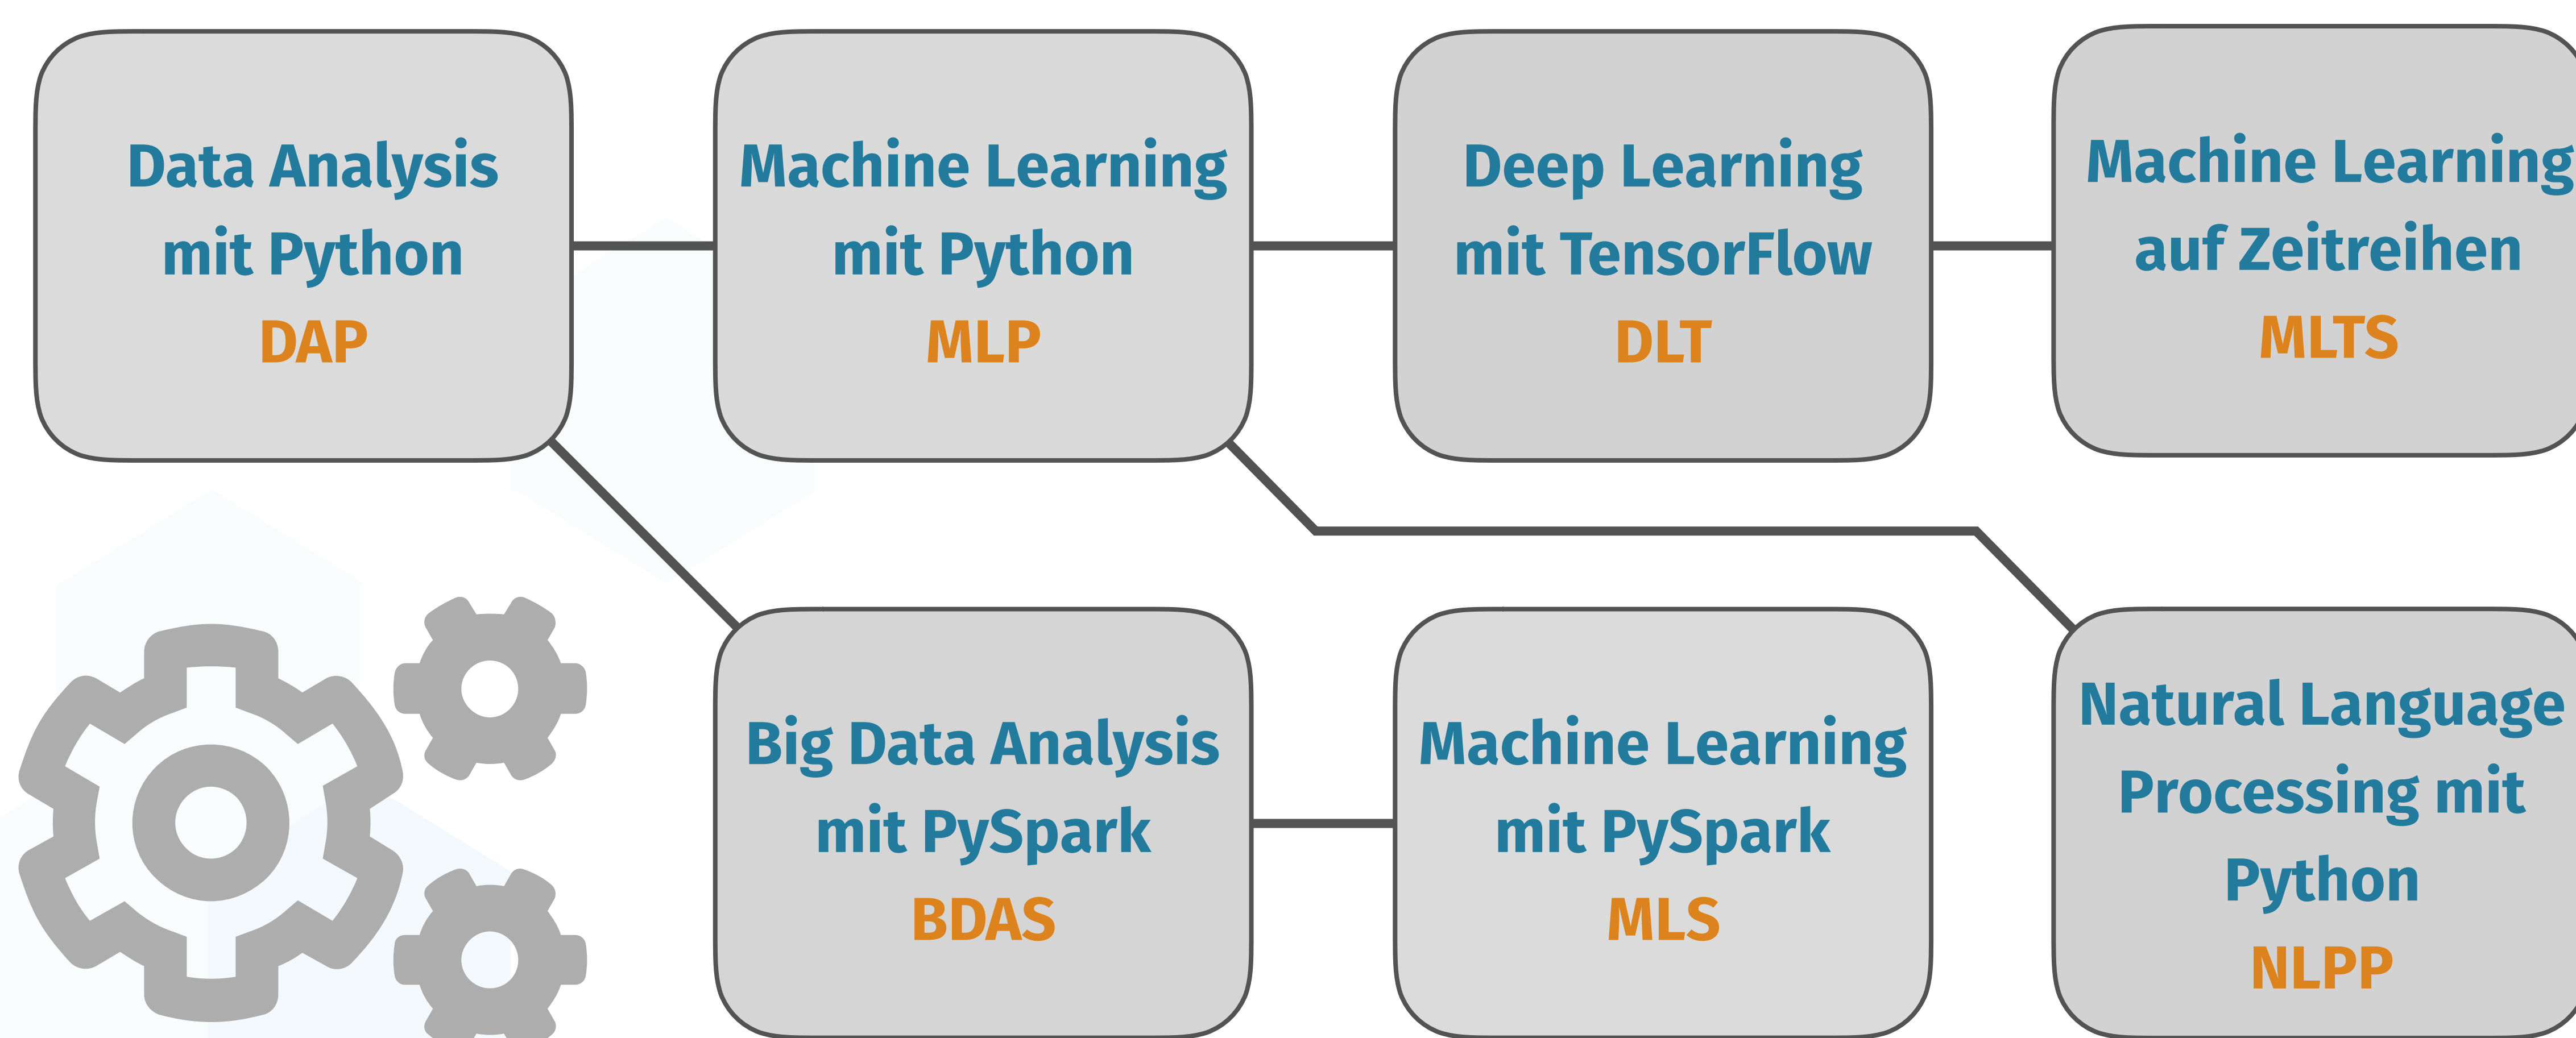 Data Analysis
mit Python
DAP
Machine Learning
mit Python
MLP
Deep Learning
mit TensorFlow
DLT
Machine Learning
auf Zeitreihen
MLTS
Big Data Analysis
mit PySpark
BDAS
Machine Learning
mit PySpark
MLS
Natural Language
Processing mit
Python
NLPP